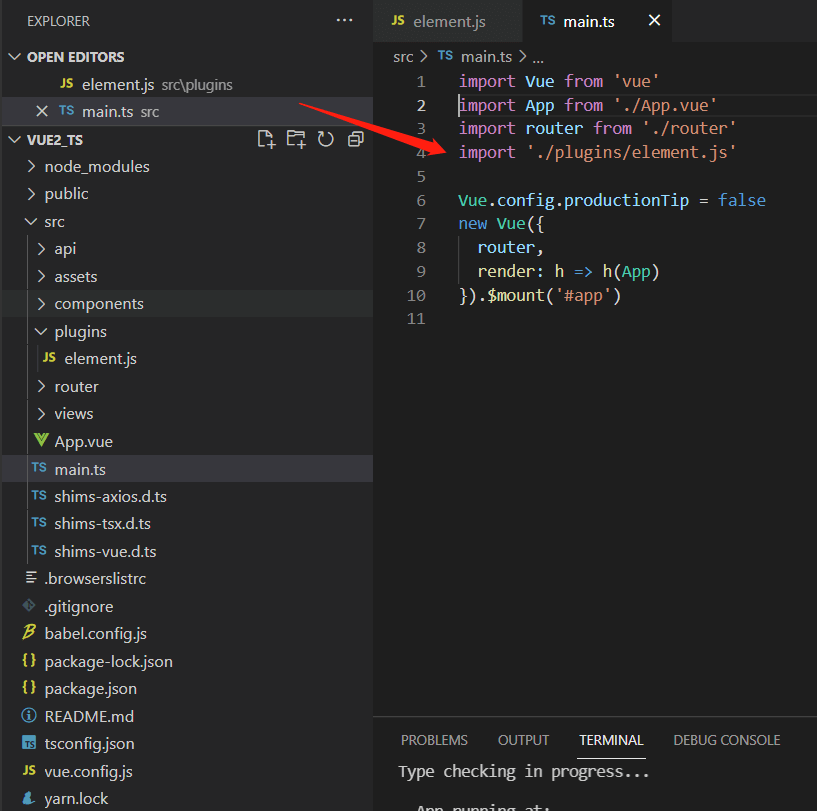 EXPLORER
...
OPEN EDITORS
JS element.js src\plugins
TS main.ts src
VUE2_TS
node_modules
public
src
api
assets
components
plugins
JS element.js
router
views
App.vue
TS main.ts
TS shims-axios.d.ts
TS shims-tsx.d.ts
TS shims-vue.d.ts
.browserslistrc
.gitignore
babel.config.js
{} package-lock.json
{} package.json
README.md
TS tsconfig.json
JS vue.config.js
yarn.lock
JS element.js TS main.ts
src > TS main.ts > ...
1 import Vue from 'vue'
2 import App from './App.vue'
3 import router from './router'
4 import './plugins/element.js'
5
6 Vue.config.productionTip = false
7 new Vue({
8 router,
9 render: h => h(App)
10 }).$mount('#app')
11
PROBLEMS OUTPUT TERMINAL DEBUG CONSOLE
Type checking in progress...
App running at: